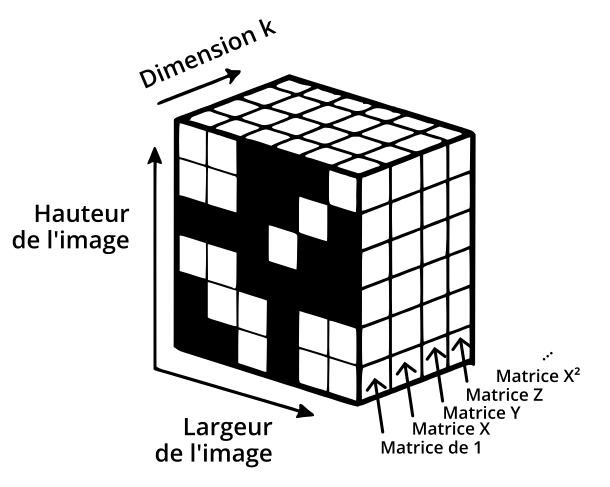 Dimension k
Hauteur
de l'image
Largeur
de l'image
...
Matrice X²
Matrice Z
Matrice Y
Matrice X
Matrice de 1